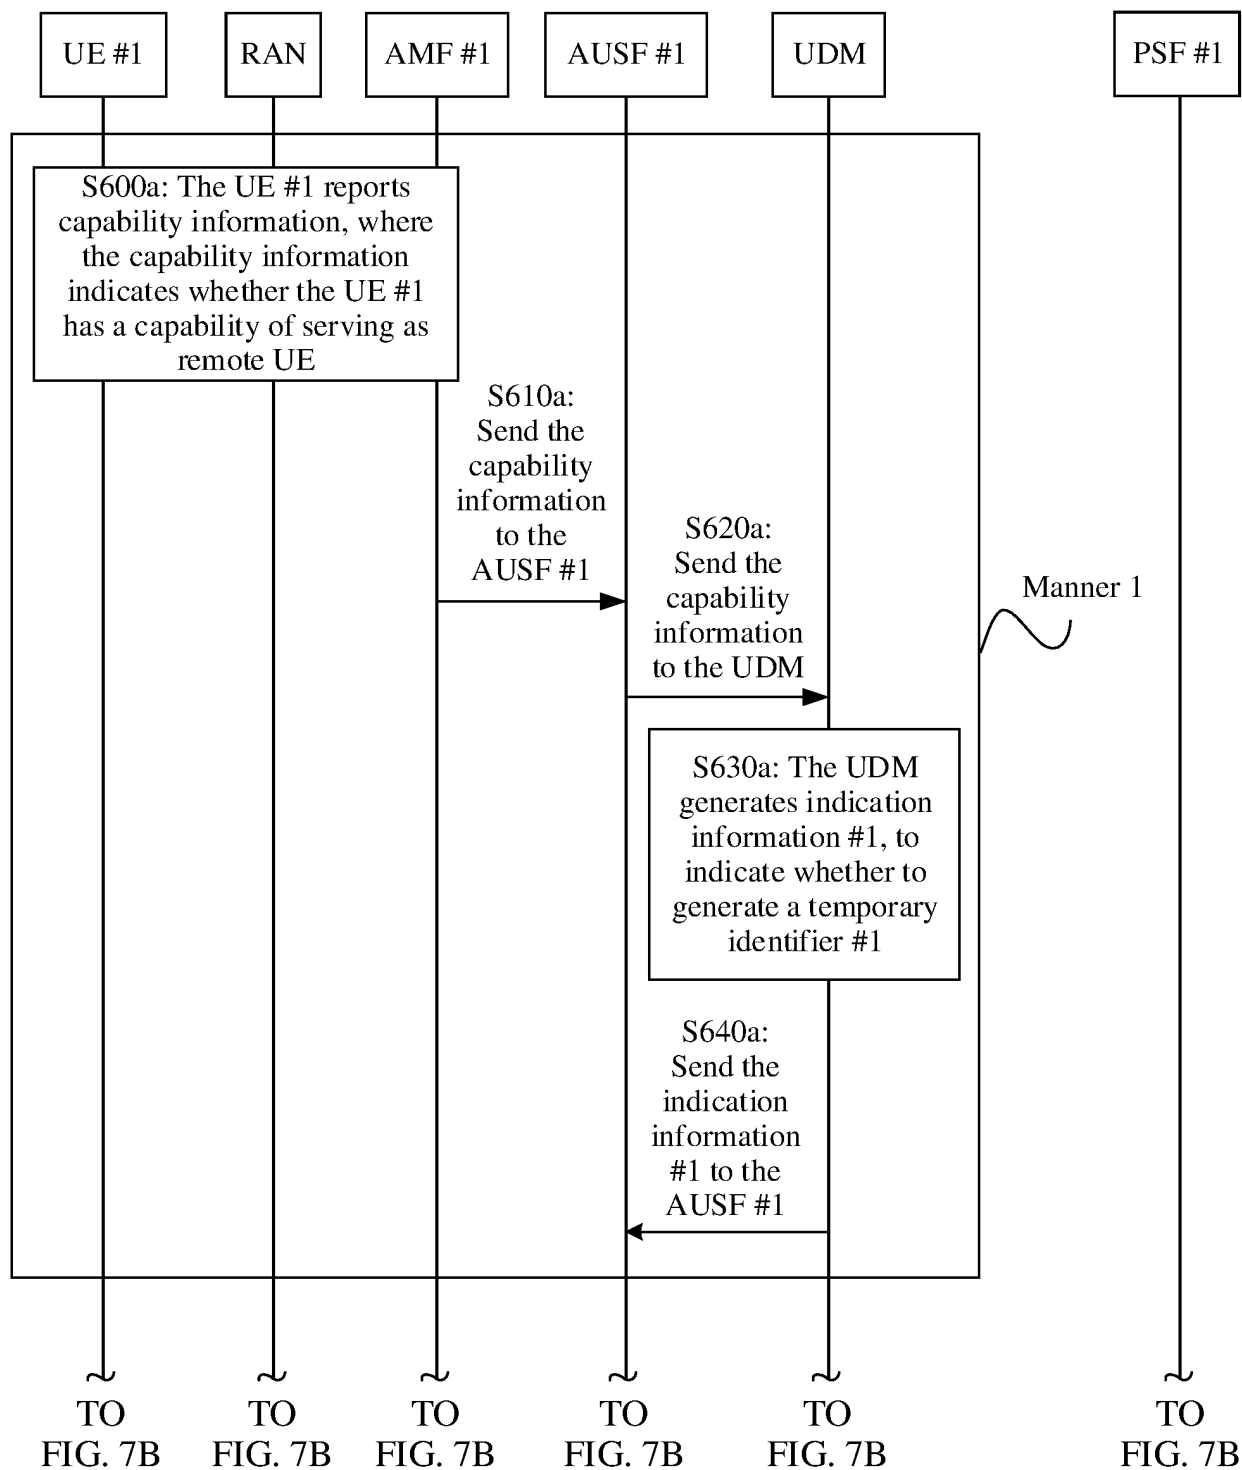 UE #1
RAN
AMF #1
AUSF #1
UDM
PSF #1
S600a: The UE #1 reports
capability information, where
the capability information
indicates whether the UE #1
has a capability of serving as
remote UE
S610a:
Send the
capability
information
to the
AUSF #1
S620a:
Send the
capability
information
to the UDM
Manner 1
S630a: The UDM
generates indication
information #1, to
indicate whether to
generate a temporary
identifier #1
S640a:
Send the
indication
information
#1 to the
AUSF #1
TO
FIG. 7B
TO
FIG. 7B
TO
FIG. 7B
TO
FIG. 7B
TO
FIG. 7B
TO
FIG. 7B